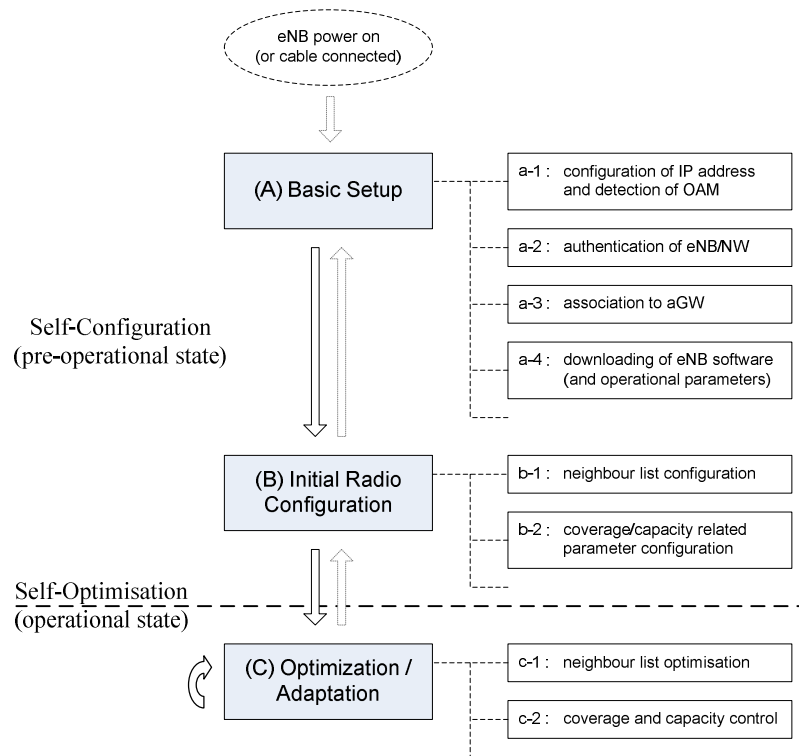 eNB power on
(or cable connected)
(A) Basic Setup
a-1 : configuration of IP address
and detection of OAM
a-2 : authentication of eNB/NW
a-3 : association to aGW
a-4 : downloading of eNB software
(and operational parameters)
Self-Configuration
(pre-operational state)
(B) Initial Radio
Configuration
b-1 : neighbour list configuration
b-2 : coverage/capacity related
parameter configuration
Self-Optimisation
(operational state)
(C) Optimization /
Adaptation
c-1 : neighbour list optimisation
c-2 : coverage and capacity control